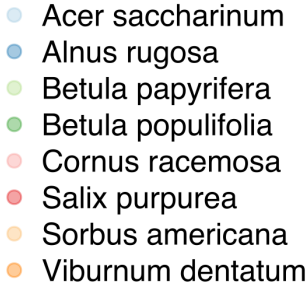 Acer saccharinum
Alnus rugosa
Betula papyrifera
Betula populifolia
Cornus racemosa
Salix purpurea
Sorbus americana
Viburnum dentatum